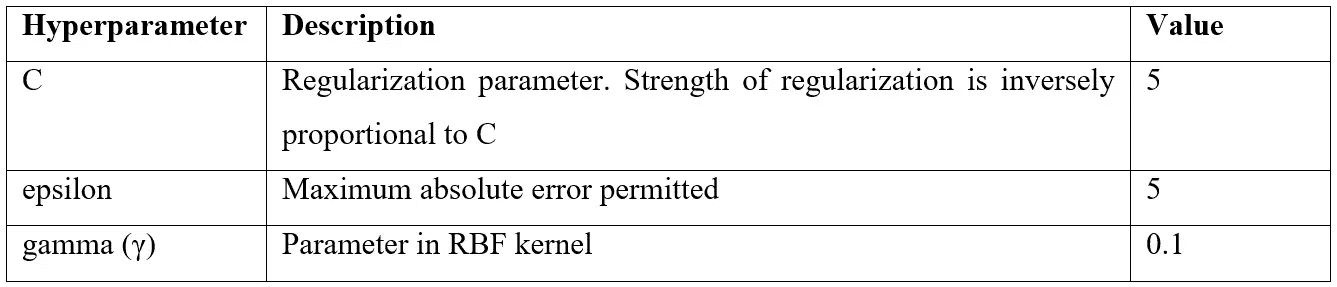 Hyperparameter Description Value
C Regularization parameter. Strength of regularization is inversely 5
proportional to C
epsilon Maximum absolute error permitted 5
gamma (γ) Parameter in RBF kernel 0.1